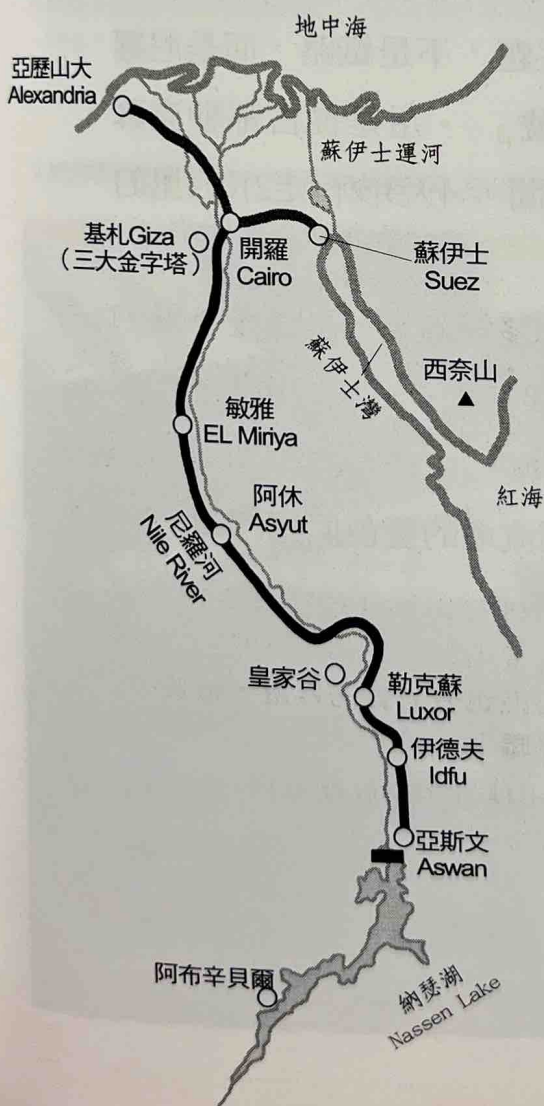 地中海
亞歷山大
Alexandria
蘇伊士運河
基札Giza
（三大金字塔）
開羅
Cairo
蘇伊士
Suez
蘇伊士灣
西奈山
敏雅
EL Miriya
紅海
阿休
Asyut
尼羅河
Nile River
皇家谷
勒克蘇
Luxor
伊德夫
Idfu
亞斯文
Aswan
阿布辛貝爾
納瑟湖
Nassen Lake